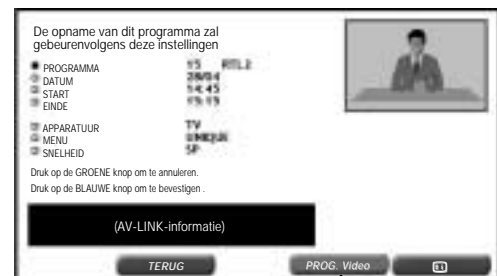 De opname van dit programma zal
gebeurenvolgens deze instellingen
PROGRAMMA 15 RTL2
DATUM 28/04
START 14:45
EINDE 15:15
APPARATUUR TV
MENU UNIQUE
SNELHEID SP
Druk op de GROENE knop om te annuleren.
Druk op de BLAUWE knop om te bevestigen .
(AV-LINK-informatie)
TERUG PROG. Video